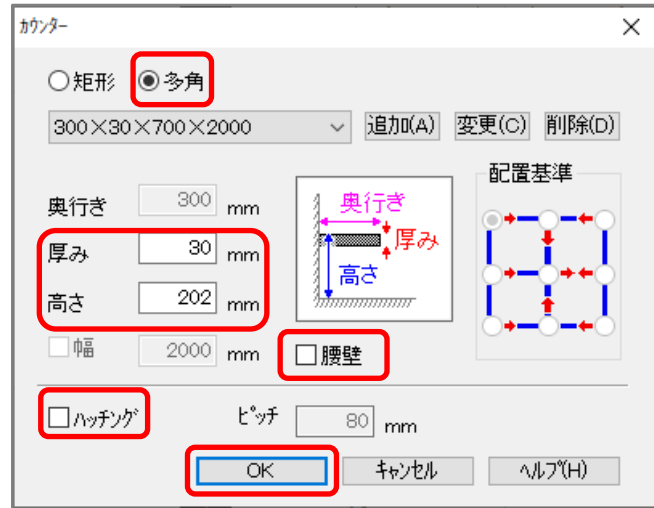 ｶｳﾝﾀｰ
矩形 多角
300×30×700×2000 追加(A) 変更(C) 削除(D)
配置基準
奥行き 300 mm
厚み 30 mm
高さ 202 mm
奥行き
厚み
高さ
幅 2000 mm 腰壁
ﾊｯﾁﾝｸﾞ ﾋﾟｯﾁ 80 mm
OK ｷｬﾝｾﾙ ﾍﾙﾌﾟ(H)